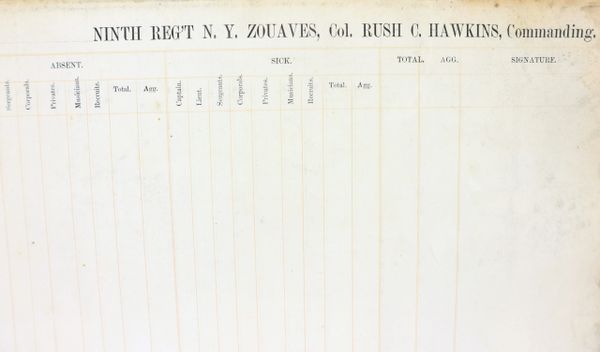 NINTH REG'T N. Y. ZOUAVES, Col. RUSH C. HAWKINS, Commanding.
ABSENT. SICK. TOTAL. AGG. SIGNATURE.
Sergeants. Corporals. Privates. Musicians. Recruits. Total. Agg. Captain. Lieut. Sergeants. Corporals. Privates. Musicians. Recruits. Total. Agg.